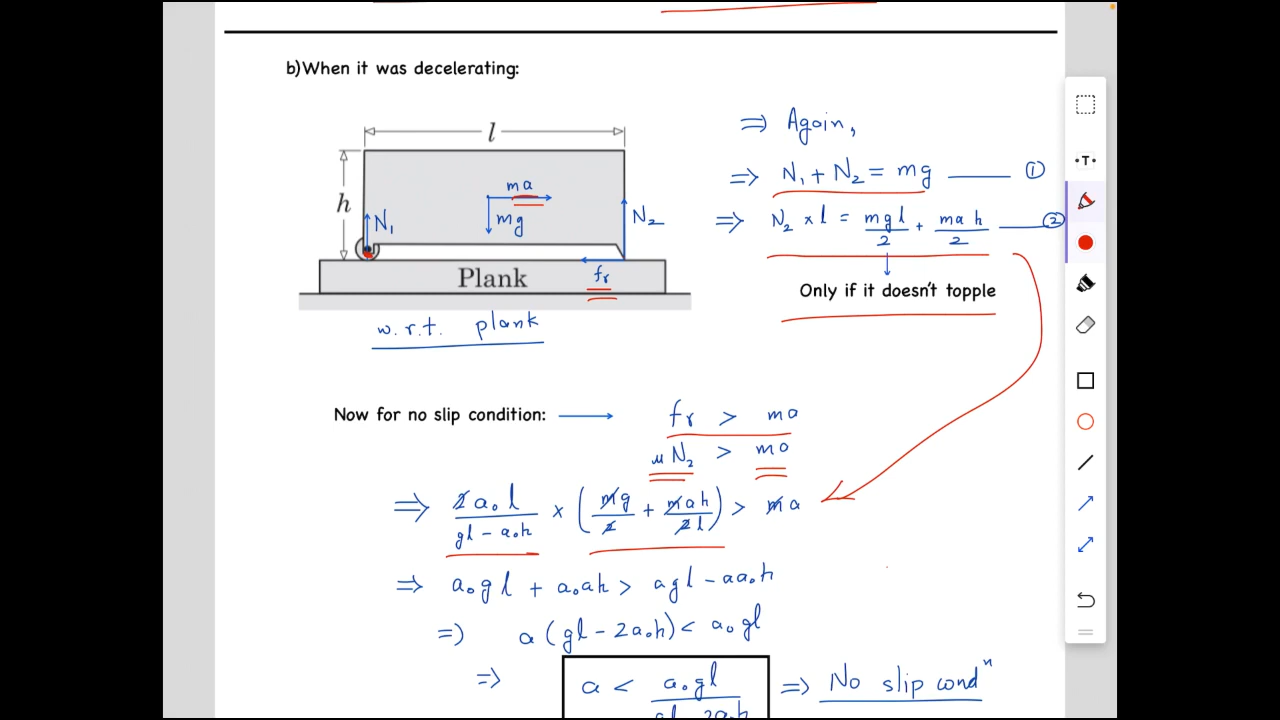 b)When it was decelerating:
l
⇒ Again,
ma
⇒ N₁ + N₂ = mg —— ①
h
N₁
mg
N₂
⇒ N₂ × l = mgl/2 + mah/2 —— ②
Plank
fr
Only if it doesn't topple
w.r.t. plank
Now for no slip condition: → fr > ma
μN₂ > ma
⇒ 2a₀l/(gl – a₀h) × (mg/2 + mah/2l) > ma
⇒ a₀gl + a₀ah > agl – aa₀h
⇒ a(gl – 2a₀h) < a₀gl
⇒ a < a₀gl/(gl – 2a₀h) ⇒ No slip condⁿ
T